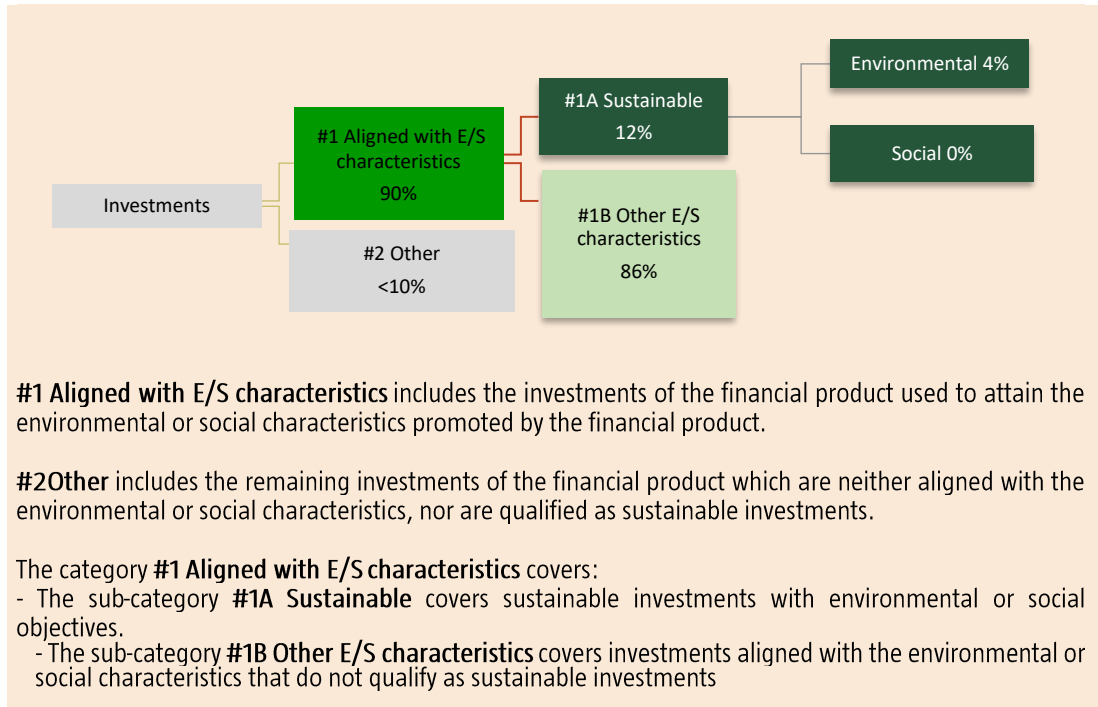 Investments
#1 Aligned with E/S
characteristics
90%
#2 Other
<10%
#1A Sustainable
12%
#1B Other E/S
characteristics
86%
Environmental 4%
Social 0%
#1 Aligned with E/S characteristics includes the investments of the financial product used to attain the
environmental or social characteristics promoted by the financial product.
#2Other includes the remaining investments of the financial product which are neither aligned with the
environmental or social characteristics, nor are qualified as sustainable investments.
The category #1 Aligned with E/S characteristics covers:
- The sub-category #1A Sustainable covers sustainable investments with environmental or social
objectives.
- The sub-category #1B Other E/S characteristics covers investments aligned with the environmental or
social characteristics that do not qualify as sustainable investments